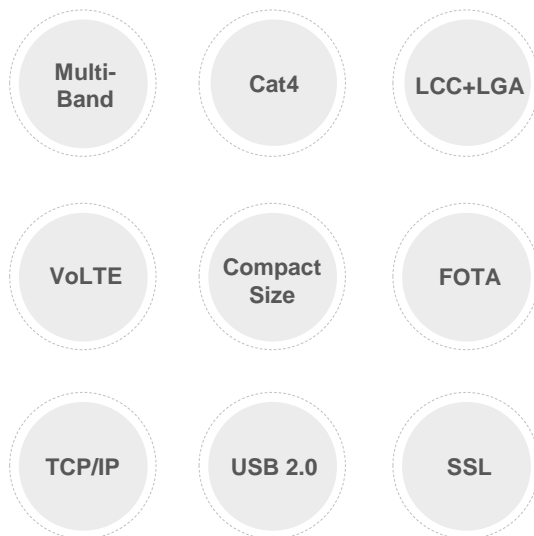 Multi-
Band
Cat4
LCC+LGA
VoLTE
Compact
Size
FOTA
TCP/IP
USB 2.0
SSL